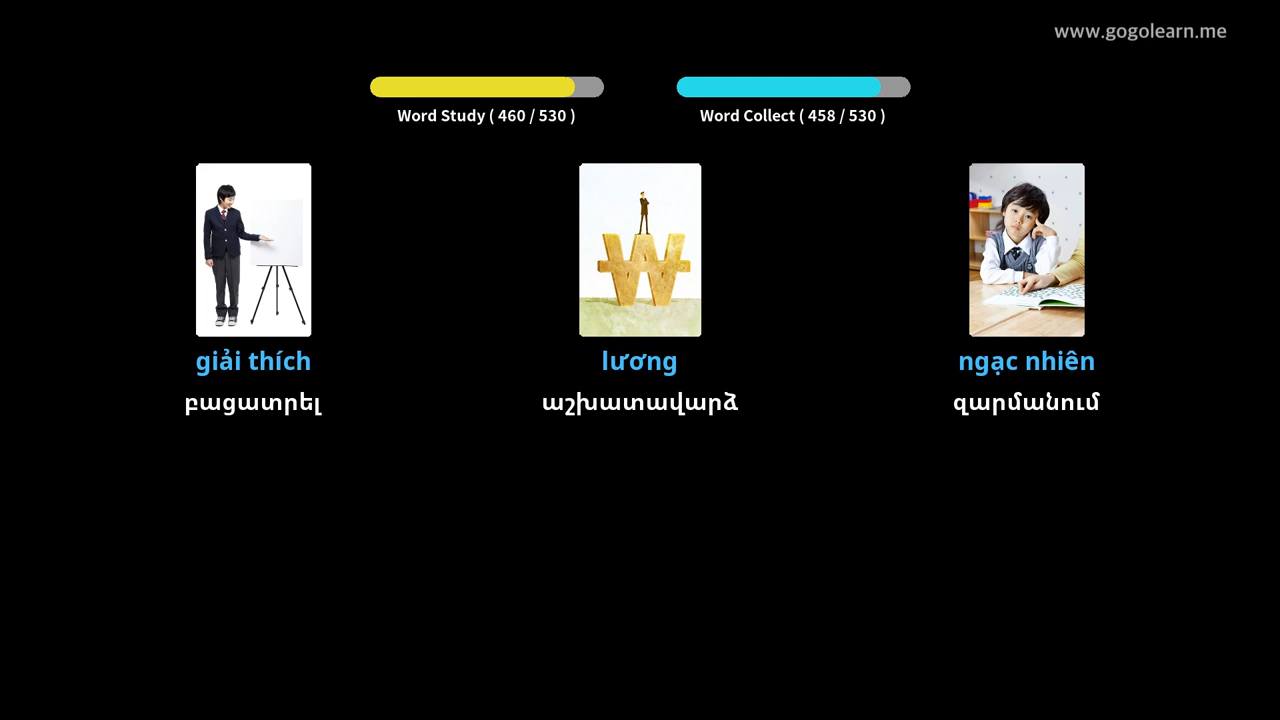 www.gogolearn.me
Word Study ( 460 / 530 )
Word Collect ( 458 / 530 )
giải thích
lương
ngạc nhiên
բացատրել
աշխատավարձ
զարմանում